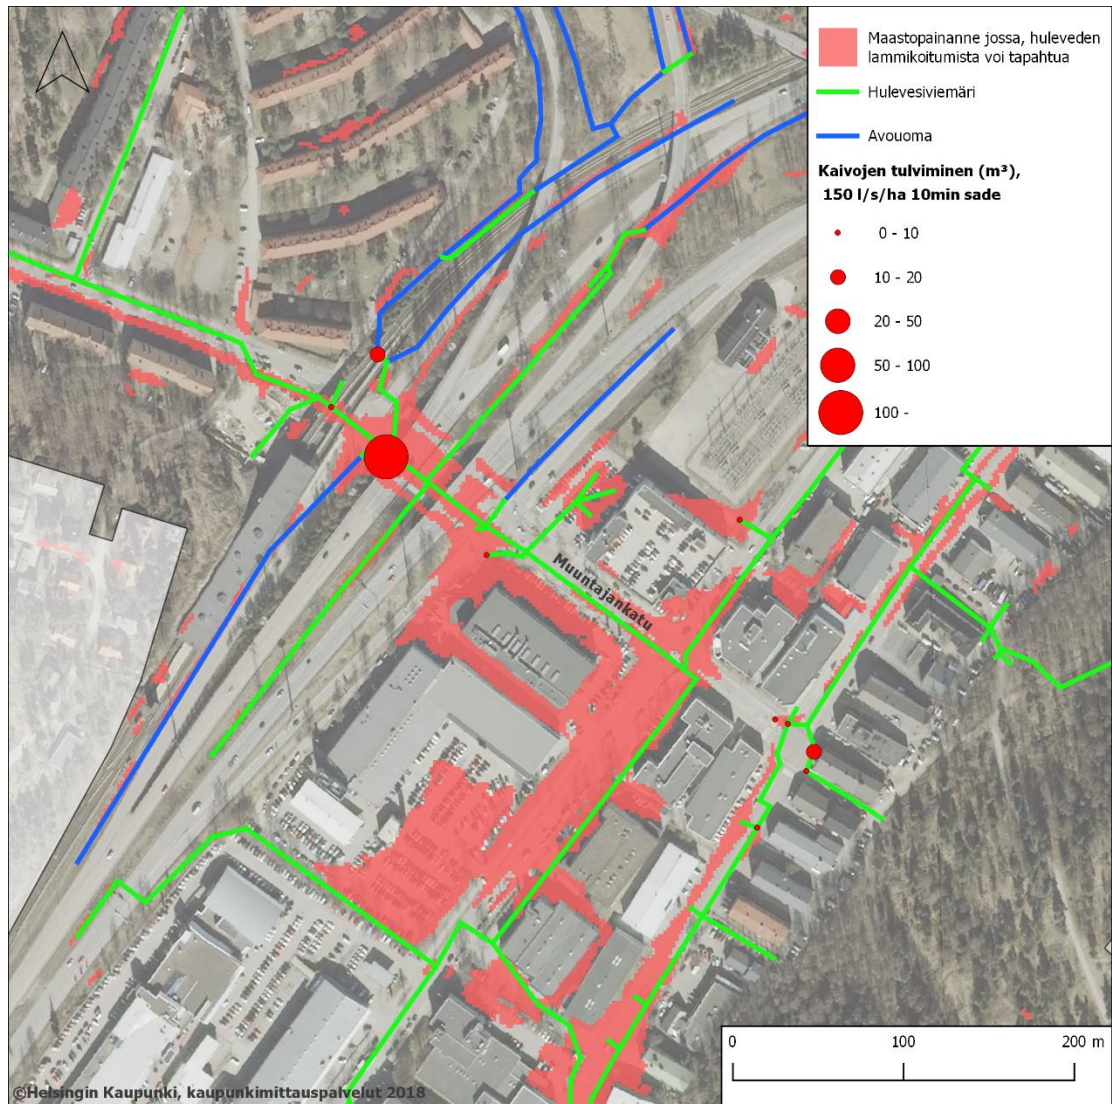 Maastopainanne jossa, huleveden
lammikoitumista voi tapahtua
Hulevesiviemäri
Avouoma
Kaivojen tulviminen (m³),
150 l/s/ha 10min sade
0 - 10
10 - 20
20 - 50
50 - 100
100 -
Muuntajankatu
0 100 200 m
©Helsingin Kaupunki, kaupunkimittauspalvelut 2018